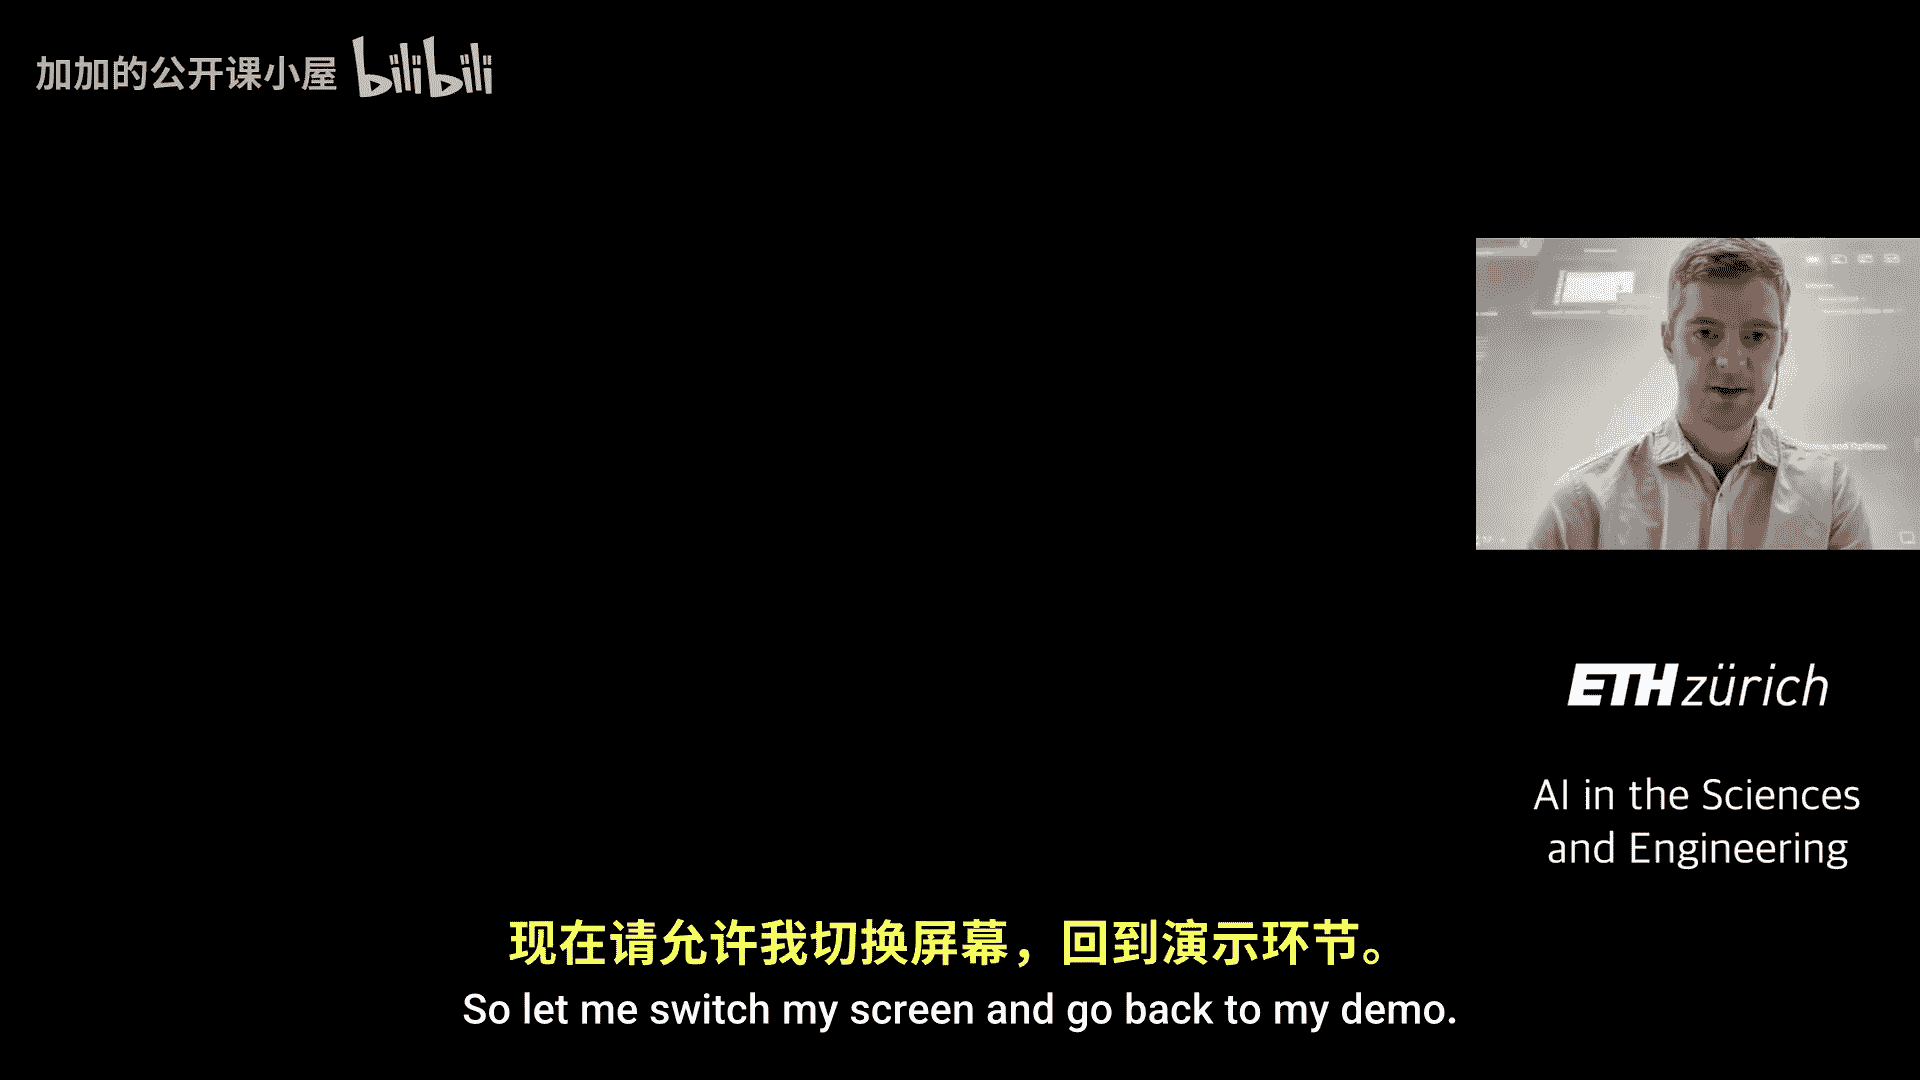 加加的公开课小屋 bilibili
ETH zürich
AI in the Sciences
and Engineering
现在请允许我切换屏幕，回到演示环节。
So let me switch my screen and go back to my demo.